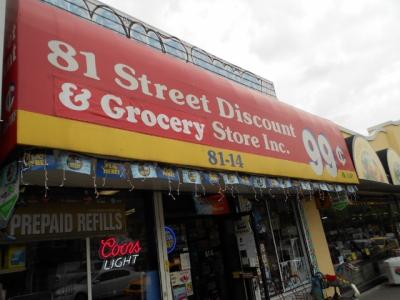 81 Street Discount
& Grocery Store Inc.
99¢
81-14
PREPAID REFILLS
Coors
LIGHT